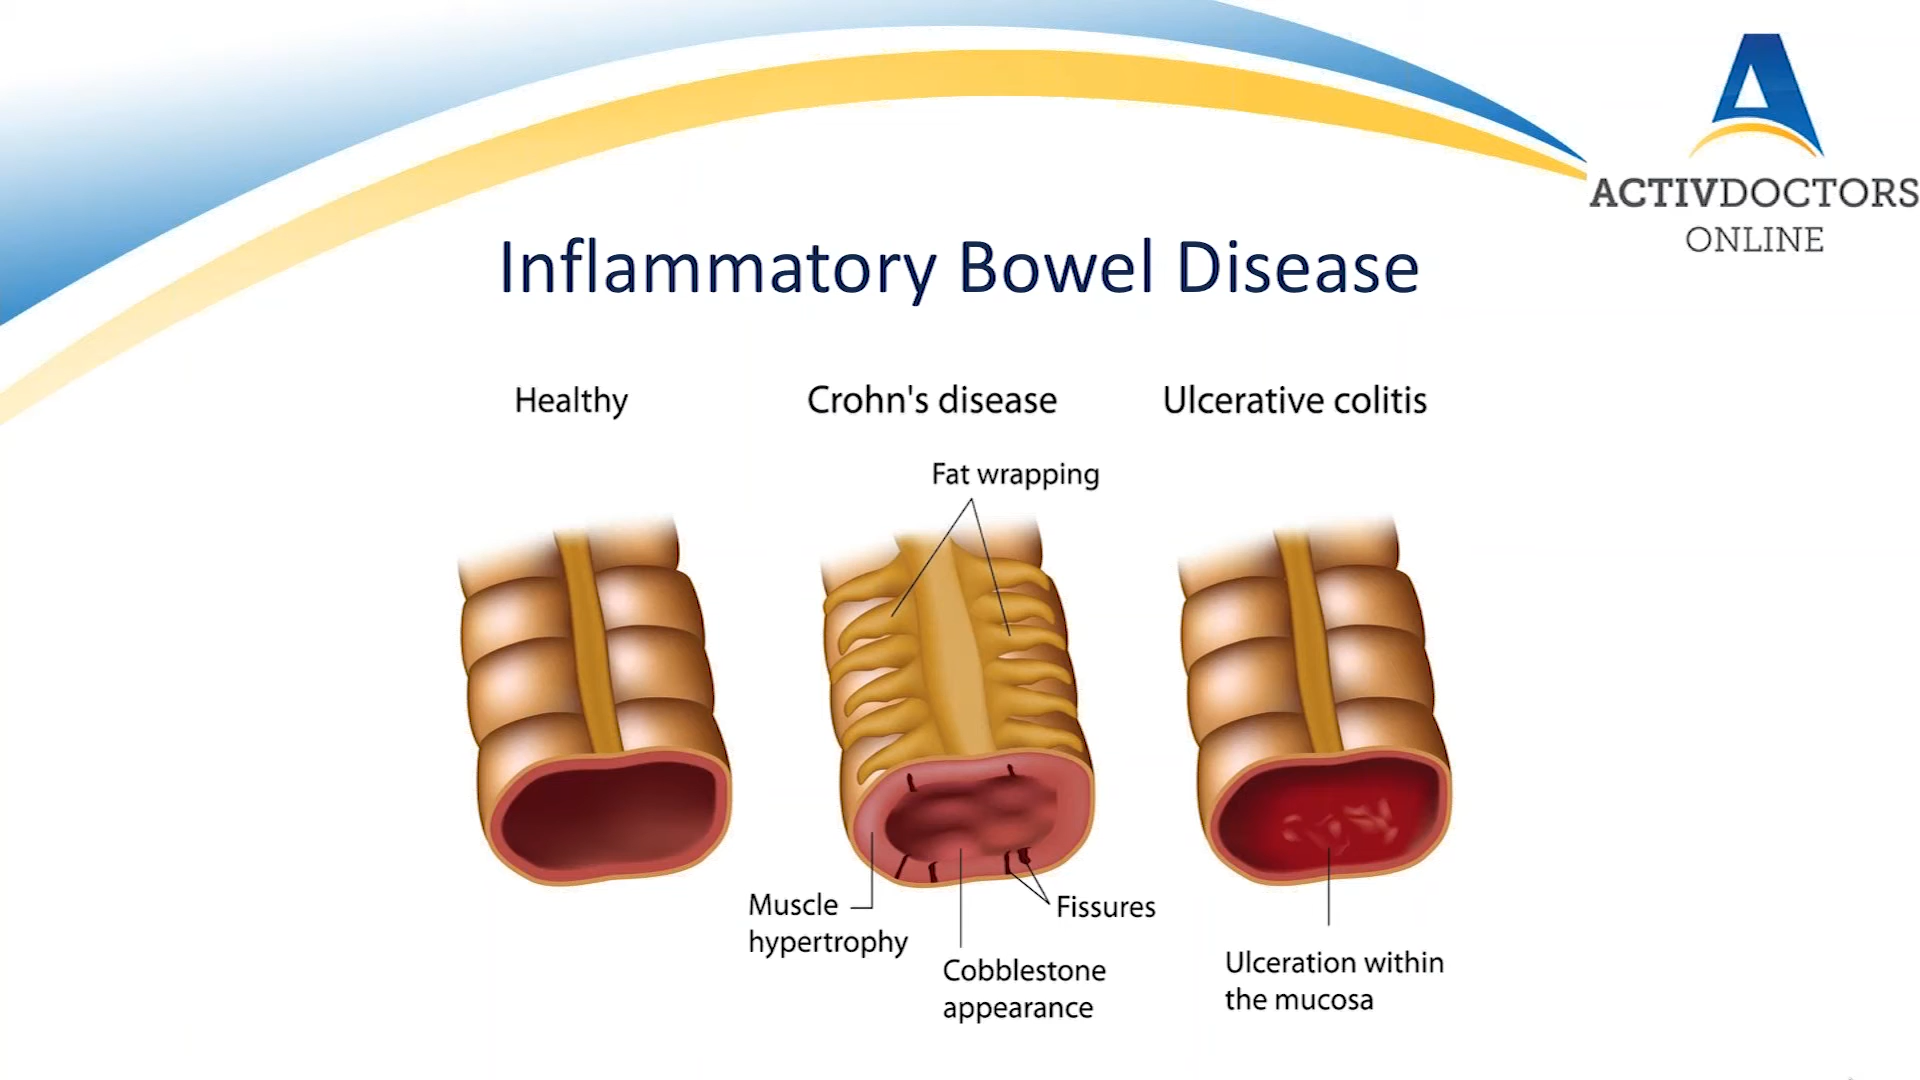 ACTIVDOCTORS
ONLINE
Inflammatory Bowel Disease
Healthy
Crohn's disease
Ulcerative colitis
Fat wrapping
Muscle
hypertrophy
Fissures
Cobblestone
appearance
Ulceration within
the mucosa